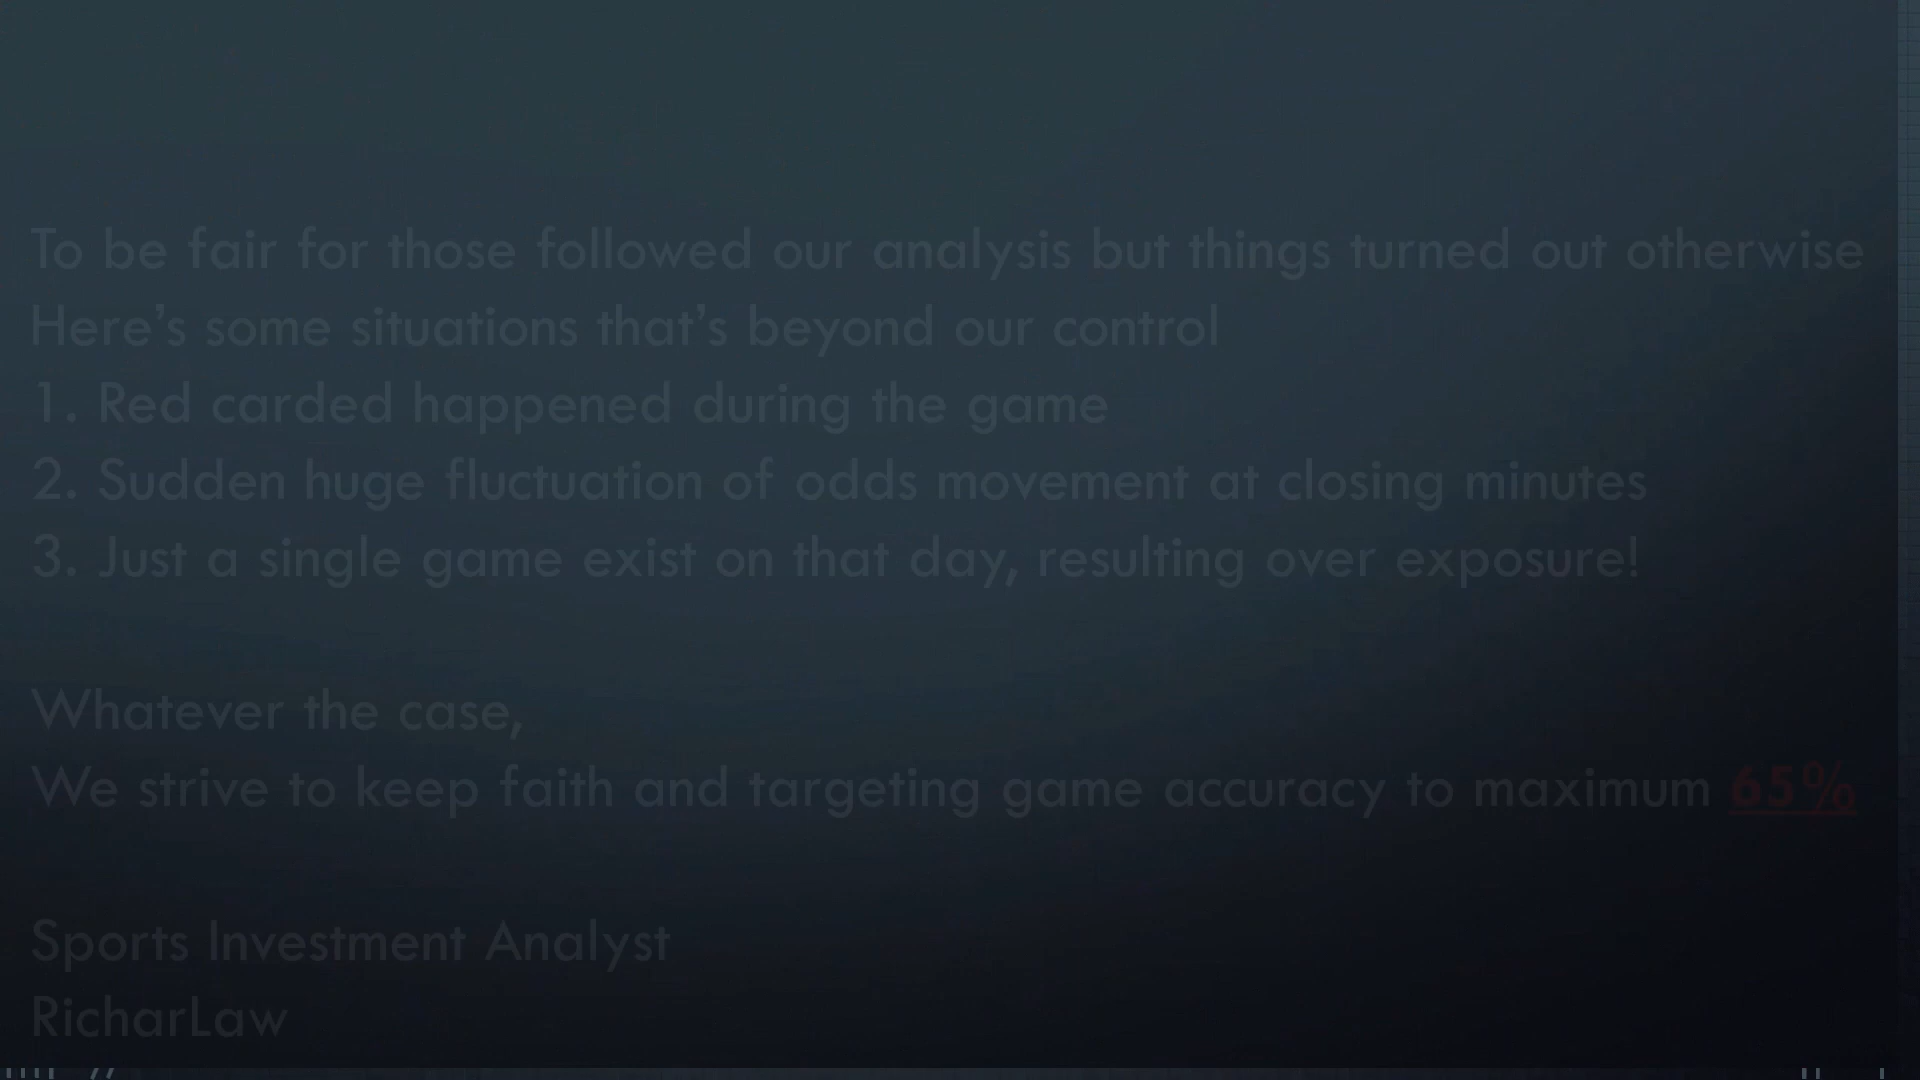 To be fair for those followed our analysis but things turned out otherwise
Here’s some situations that’s beyond our control
1. Red carded happened during the game
2. Sudden huge fluctuation of odds movement at closing minutes
3. Just a single game exist on that day, resulting over exposure!
Whatever the case,
We strive to keep faith and targeting game accuracy to maximum 65%
Sports Investment Analyst
RicharLaw